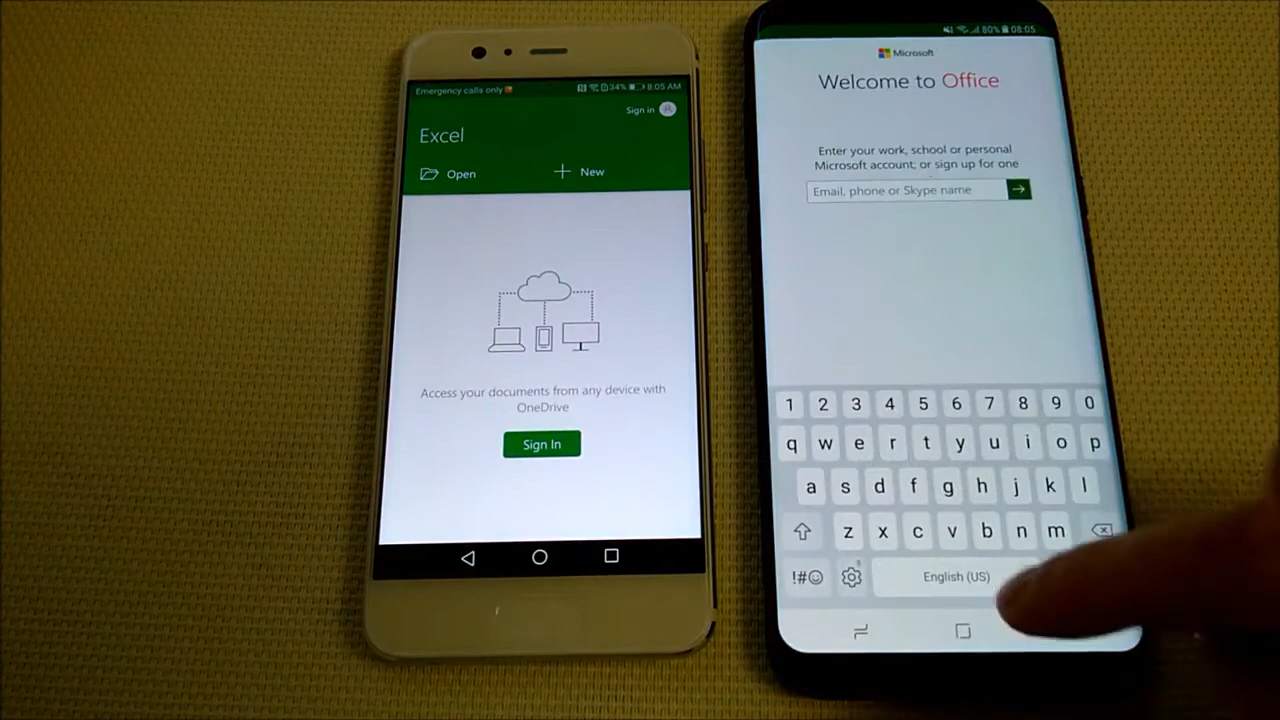 Emergency calls only
34%
8:05 AM
Sign in
Excel
Open
New
Access your documents from any device with
OneDrive
Sign In
80%
08:05
Microsoft
Welcome to Office
Enter your work, school or personal
Microsoft account, or sign up for one
Email, phone or Skype name
1 2 3 4 5 6 7 8 9 0
q w e r t y u i o p
a s d f g h j k l
z x c v b n m
!#☺
English (US)